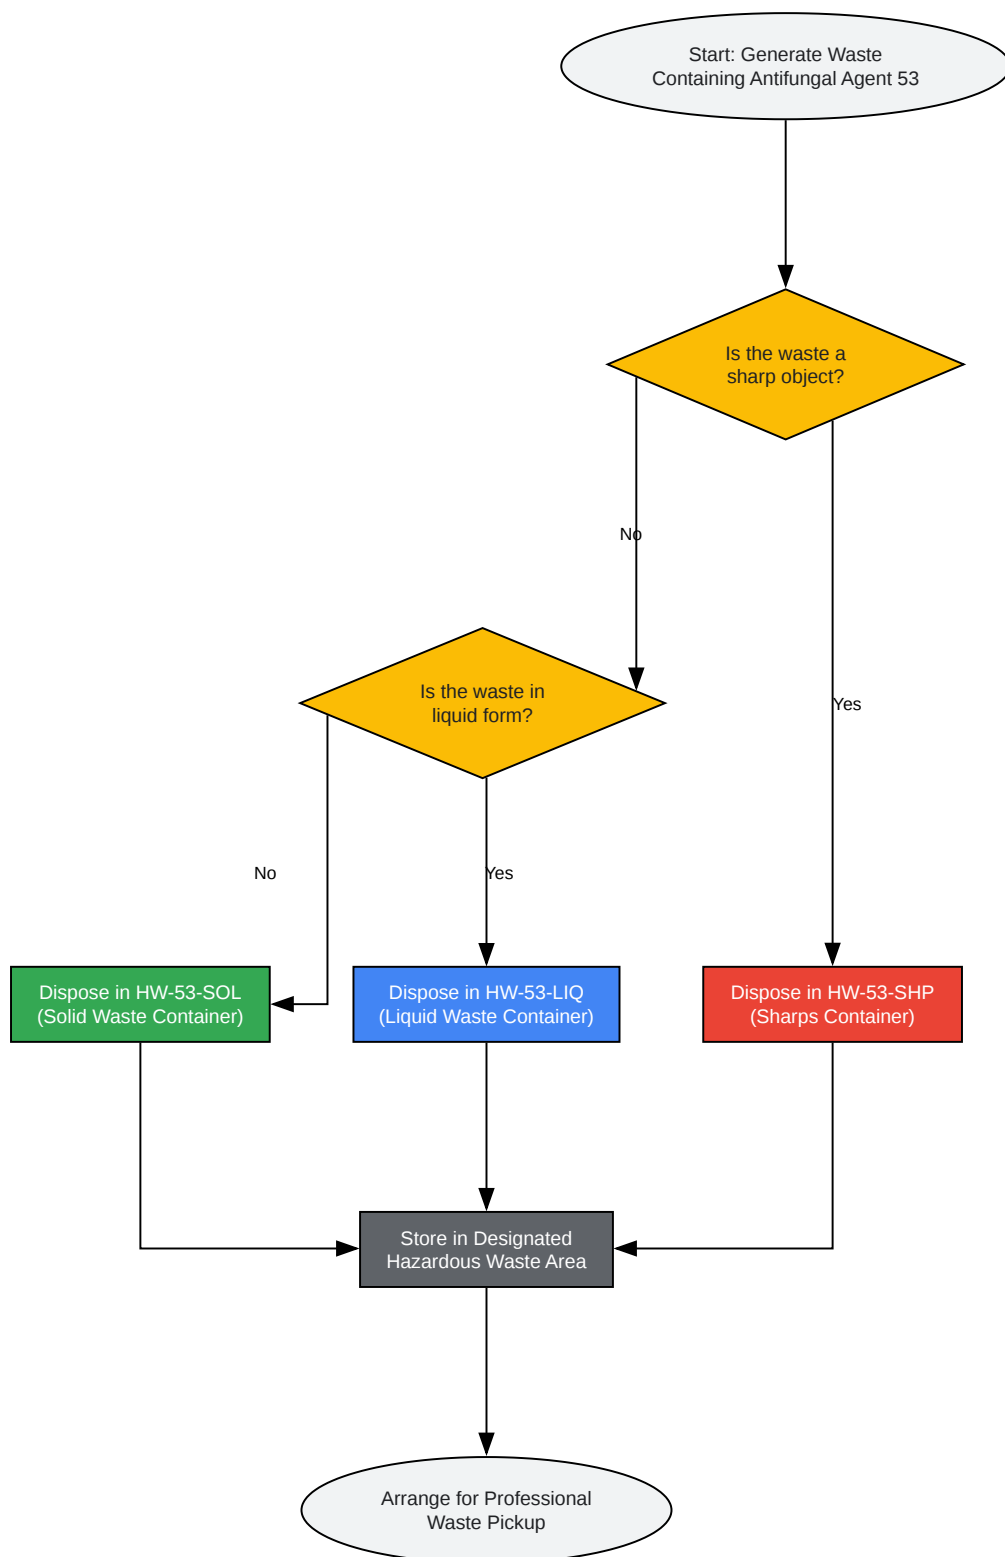 Start: Generate Waste
Containing Antifungal Agent 53
Is the waste a
sharp object?
No
Yes
Is the waste in
liquid form?
No
Yes
Dispose in HW-53-SOL
(Solid Waste Container)
Dispose in HW-53-LIQ
(Liquid Waste Container)
Dispose in HW-53-SHP
(Sharps Container)
Store in Designated
Hazardous Waste Area
Arrange for Professional
Waste Pickup